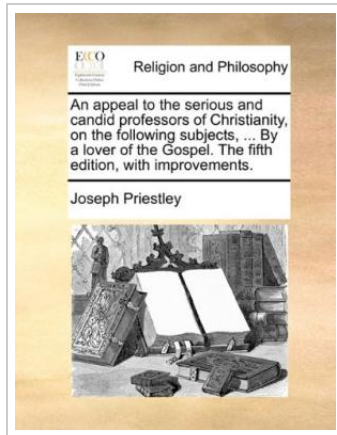 ECCO
Religion and Philosophy
An appeal to the serious and
candid professors of Christianity,
on the following subjects, ... By
a lover of the Gospel. The fifth
edition, with improvements.
Joseph Priestley